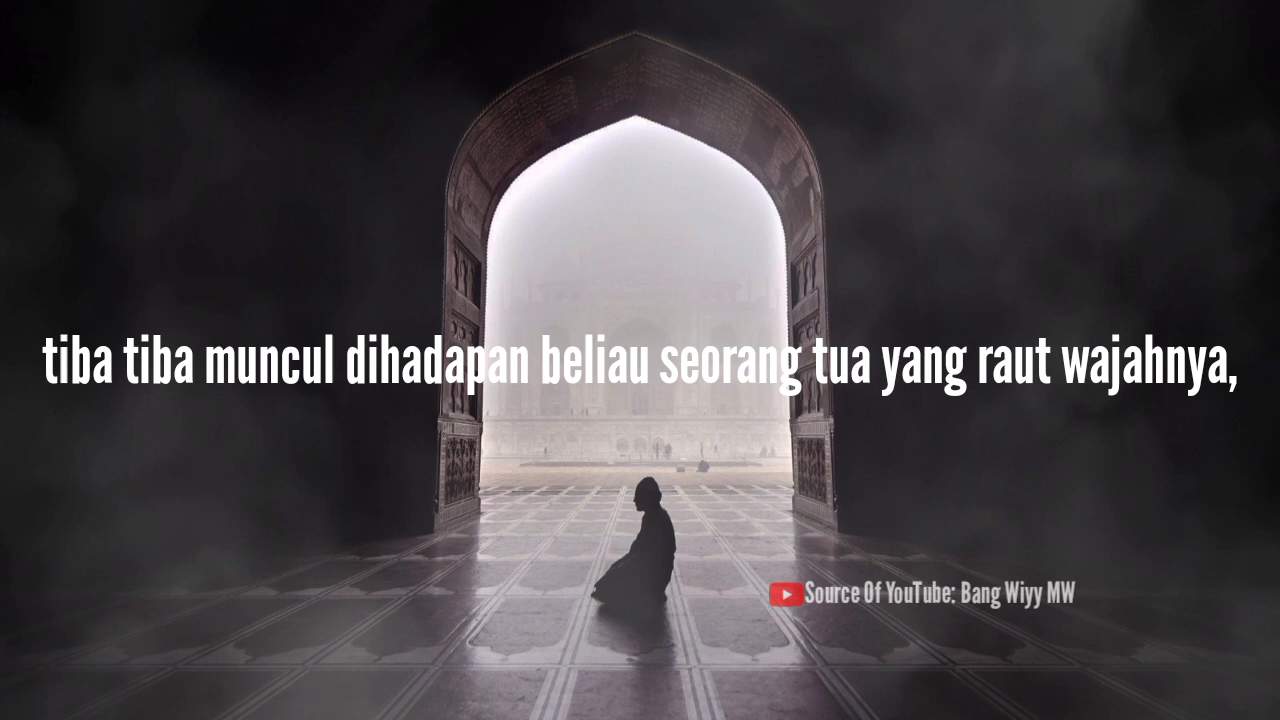 tiba tiba muncul dihadapan beliau seorang tua yang raut wajahnya,
Source Of YouTube: Bang Wiyy MW